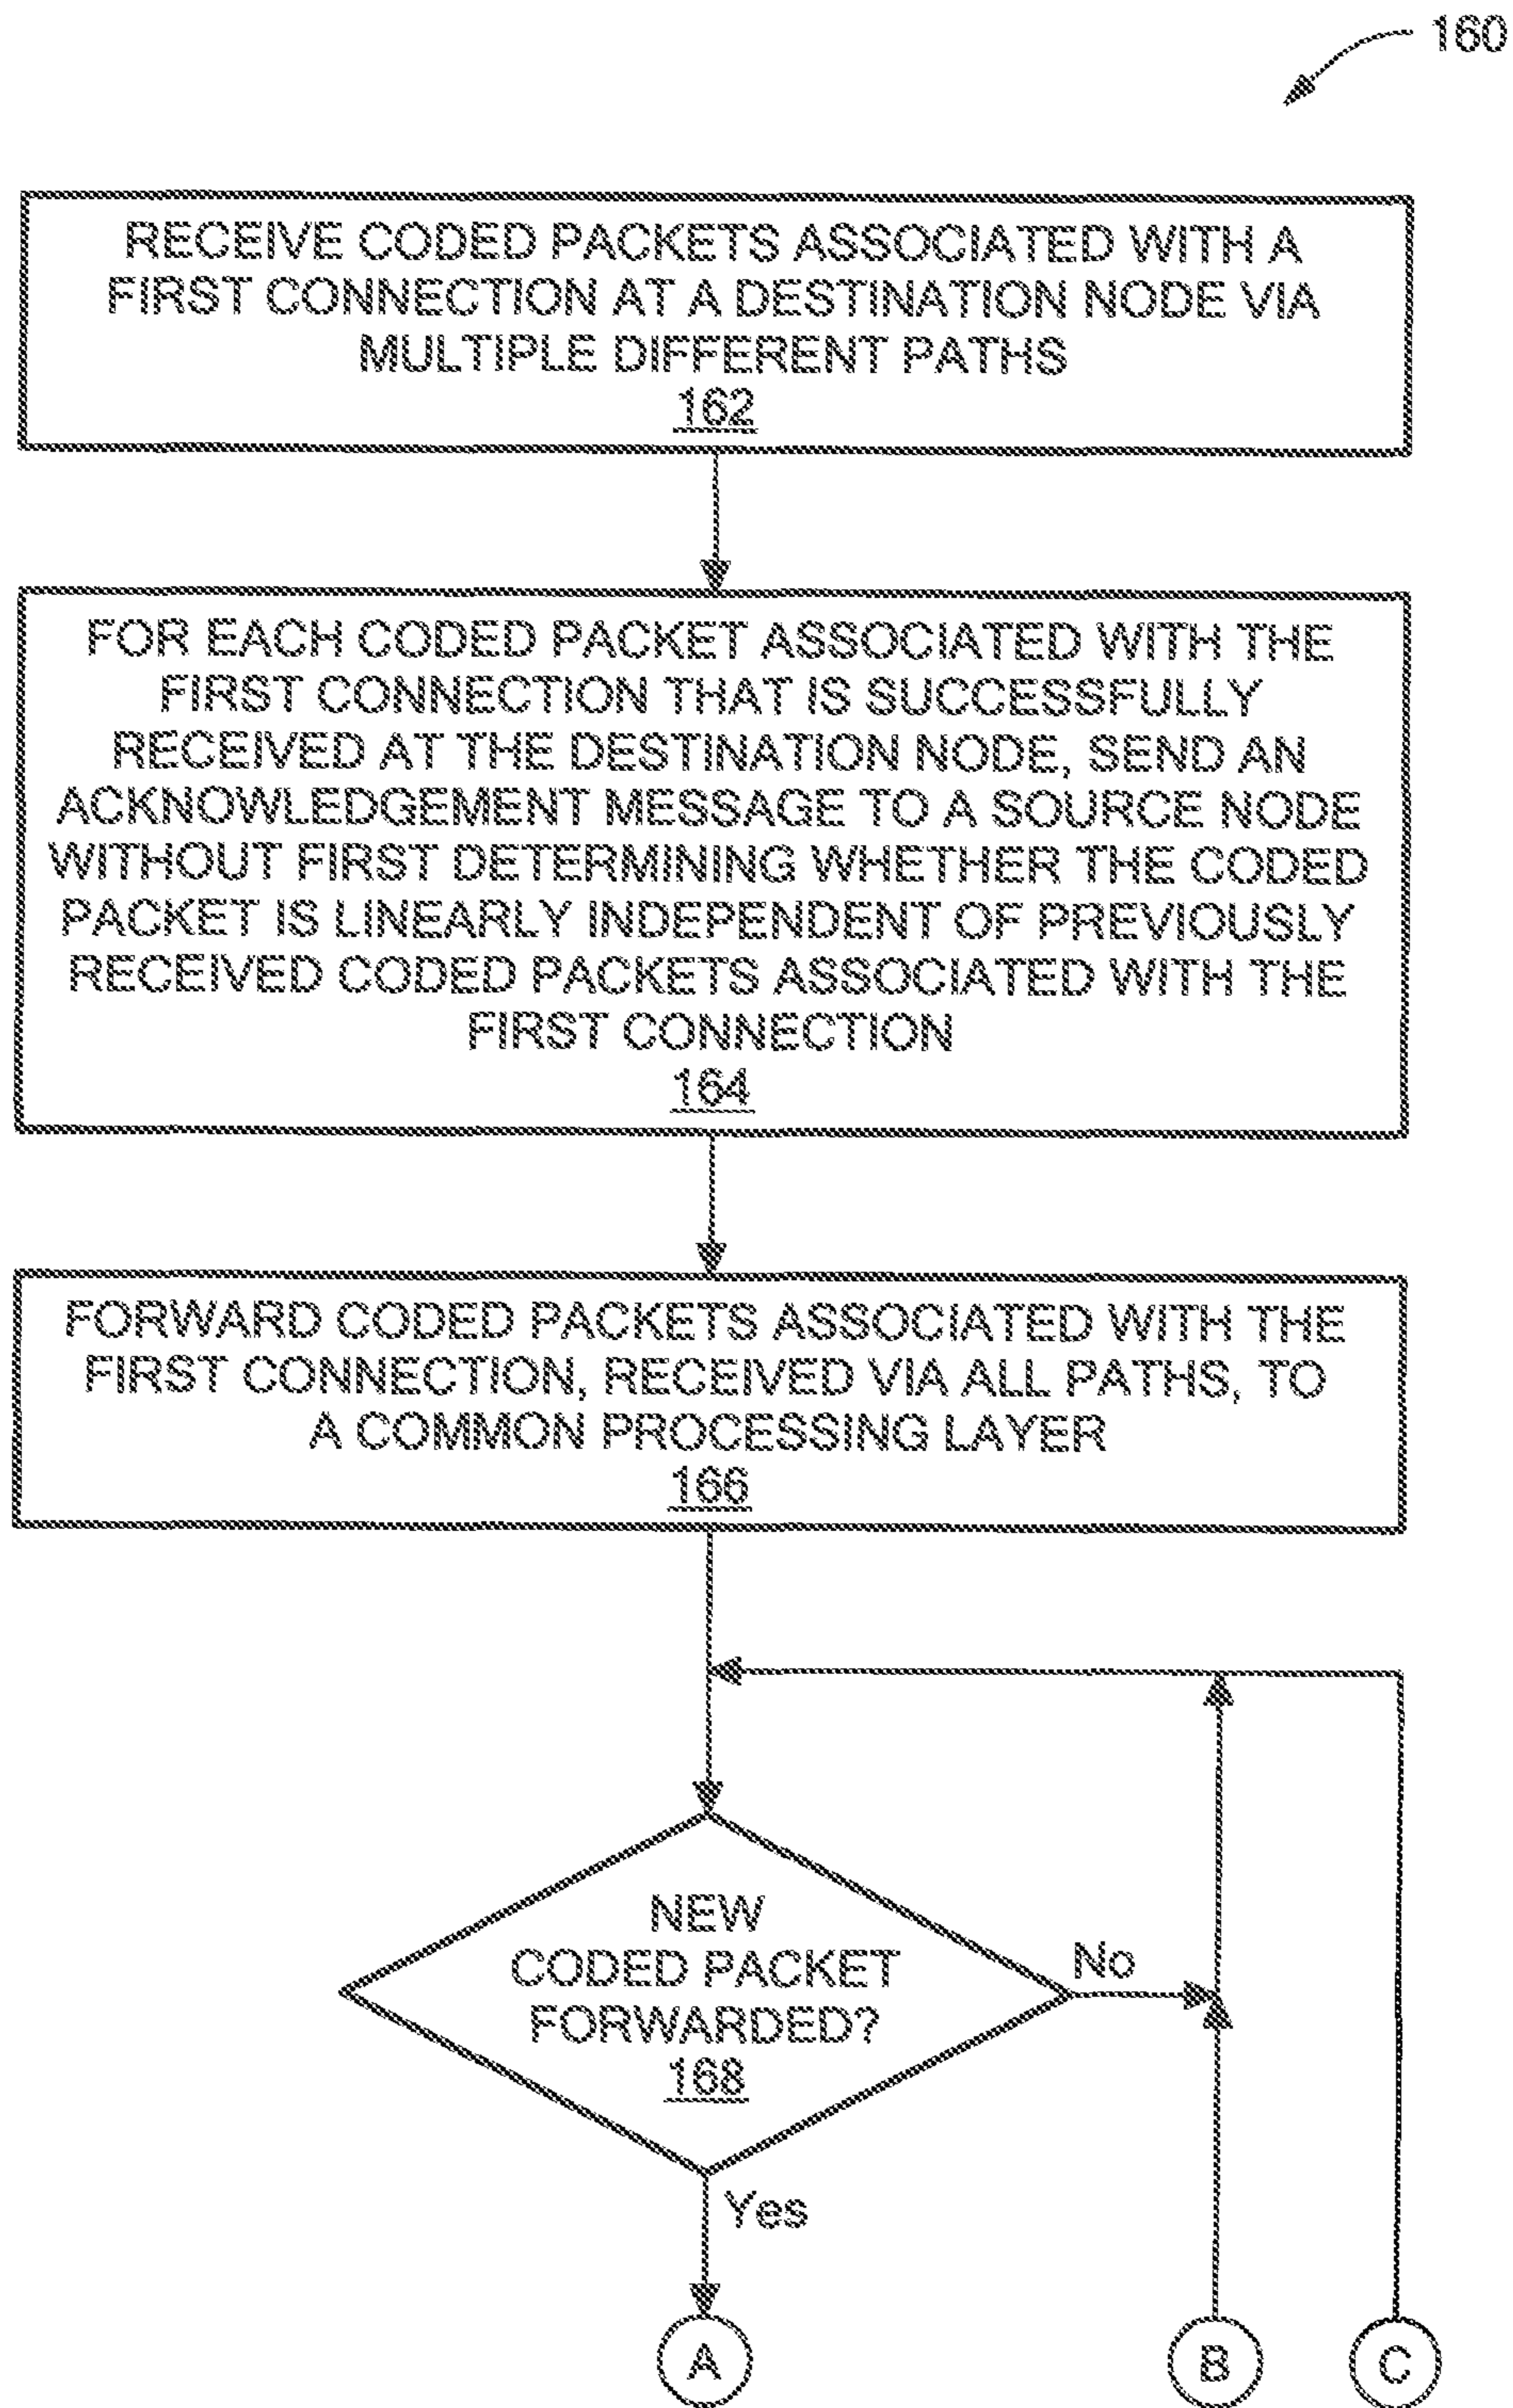 160
RECEIVE CODED PACKETS ASSOCIATED WITH A
FIRST CONNECTION AT A DESTINATION NODE VIA
MULTIPLE DIFFERENT PATHS
162
FOR EACH CODED PACKET ASSOCIATED WITH THE
FIRST CONNECTION THAT IS SUCCESSFULLY
RECEIVED AT THE DESTINATION NODE, SEND AN
ACKNOWLEDGEMENT MESSAGE TO A SOURCE NODE
WITHOUT FIRST DETERMINING WHETHER THE CODED
PACKET IS LINEARLY INDEPENDENT OF PREVIOUSLY
RECEIVED CODED PACKETS ASSOCIATED WITH THE
FIRST CONNECTION
164
FORWARD CODED PACKETS ASSOCIATED WITH THE
FIRST CONNECTION, RECEIVED VIA ALL PATHS, TO
A COMMON PROCESSING LAYER
166
NEW
CODED PACKET
FORWARDED?
168
No
Yes
A
B
C